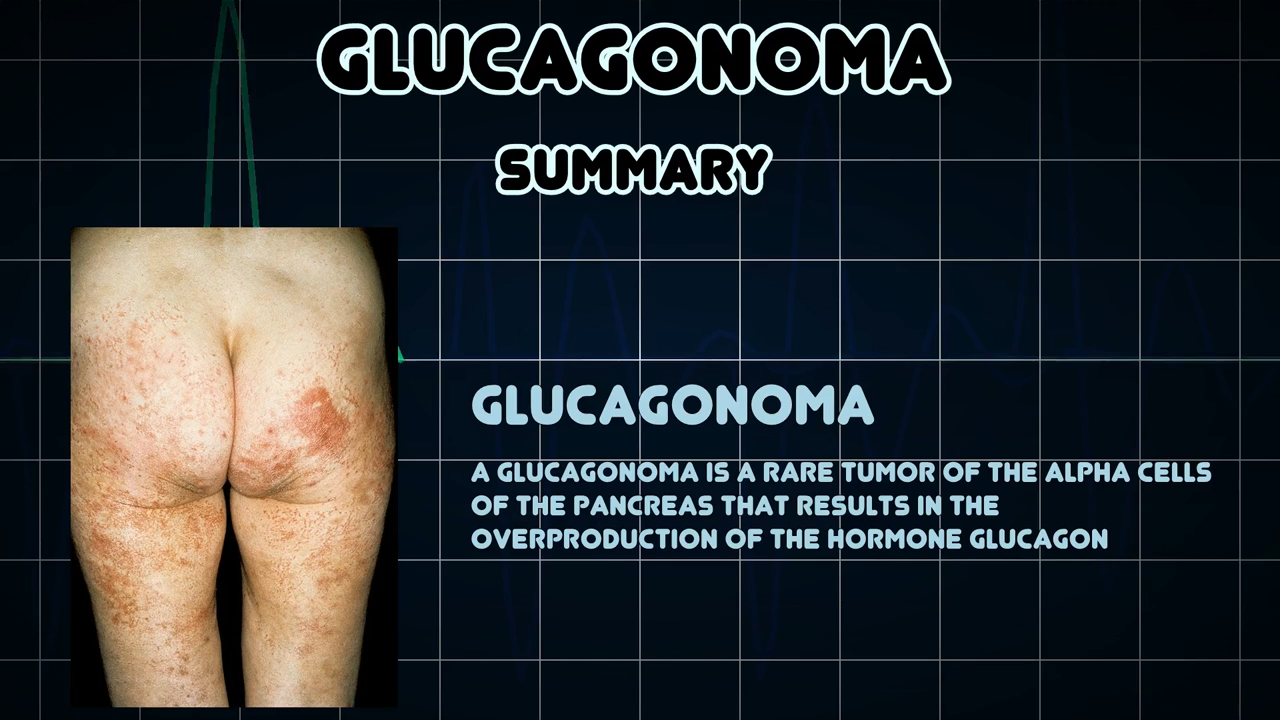 GLUCAGONOMA
SUMMARY
GLUCAGONOMA
A GLUCAGONOMA IS A RARE TUMOR OF THE ALPHA CELLS
OF THE PANCREAS THAT RESULTS IN THE
OVERPRODUCTION OF THE HORMONE GLUCAGON